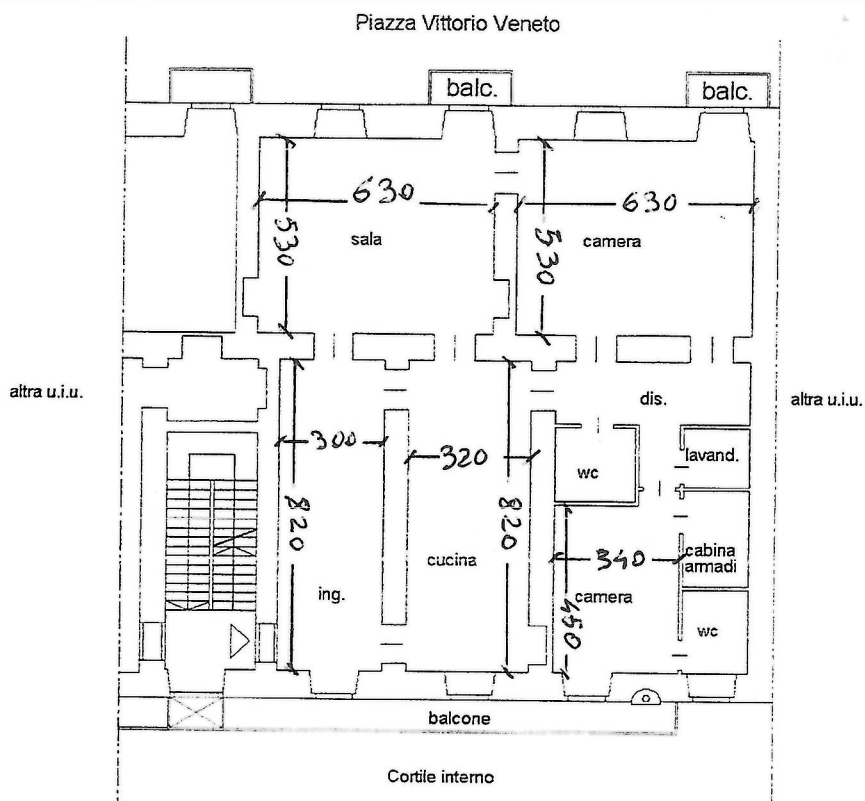 Piazza Vittorio Veneto
balc.
balc.
630
630
530
sala
530
camera
altra u.i.u.
dis.
altra u.i.u.
300
320
wc
lavand.
820
820
cucina
340
cabina
armadi
ing.
camera
450
wc
balcone
Cortile interno